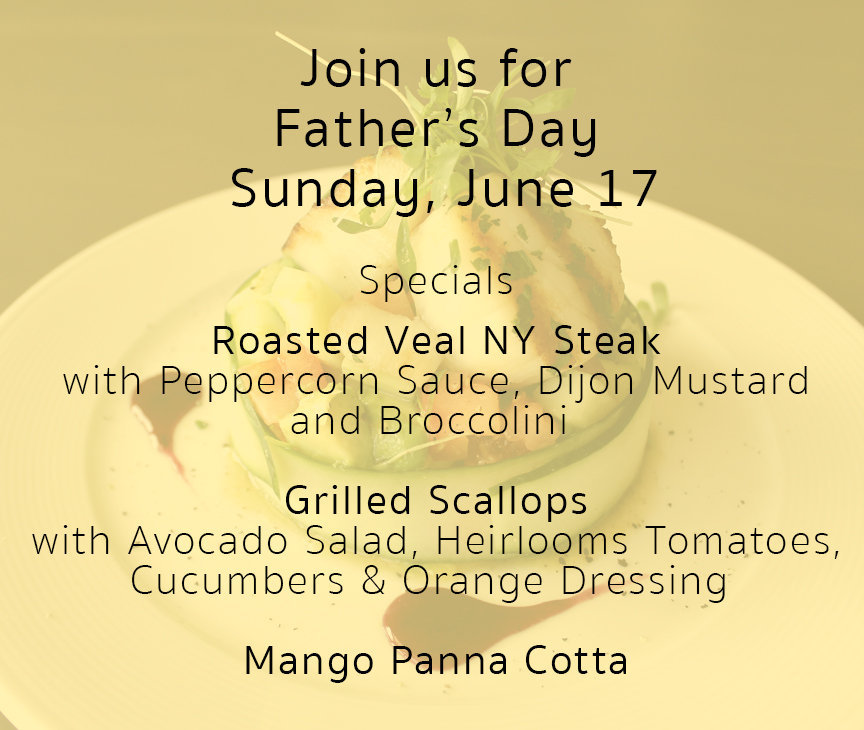 Join us for
Father's Day
Sunday, June 17
Specials
Roasted Veal NY Steak
with Peppercorn Sauce, Dijon Mustard
and Broccolini
Grilled Scallops
with Avocado Salad, Heirlooms Tomatoes,
Cucumbers & Orange Dressing
Mango Panna Cotta